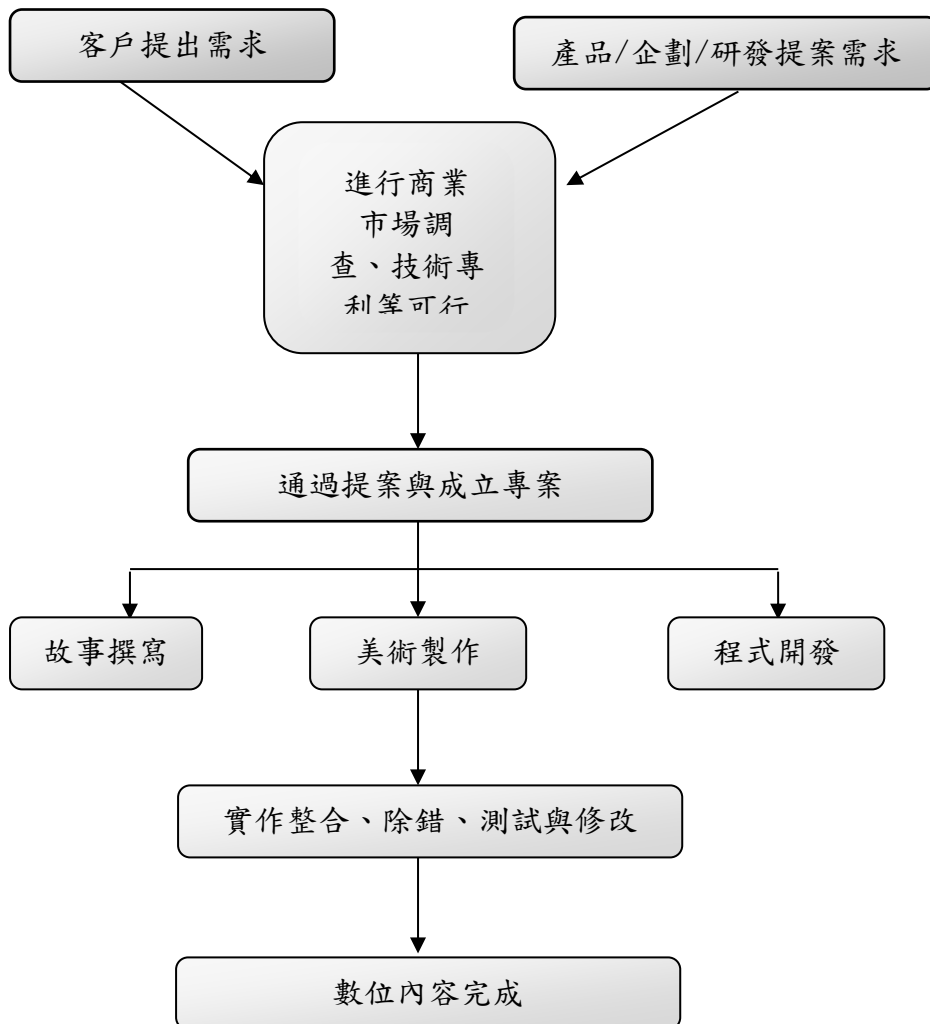 客戶提出需求
產品/企劃/研發提案需求
進行商業
市場調
查、技術專
利等可行
通過提案與成立專案
故事撰寫
美術製作
程式開發
實作整合、除錯、測試與修改
數位內容完成